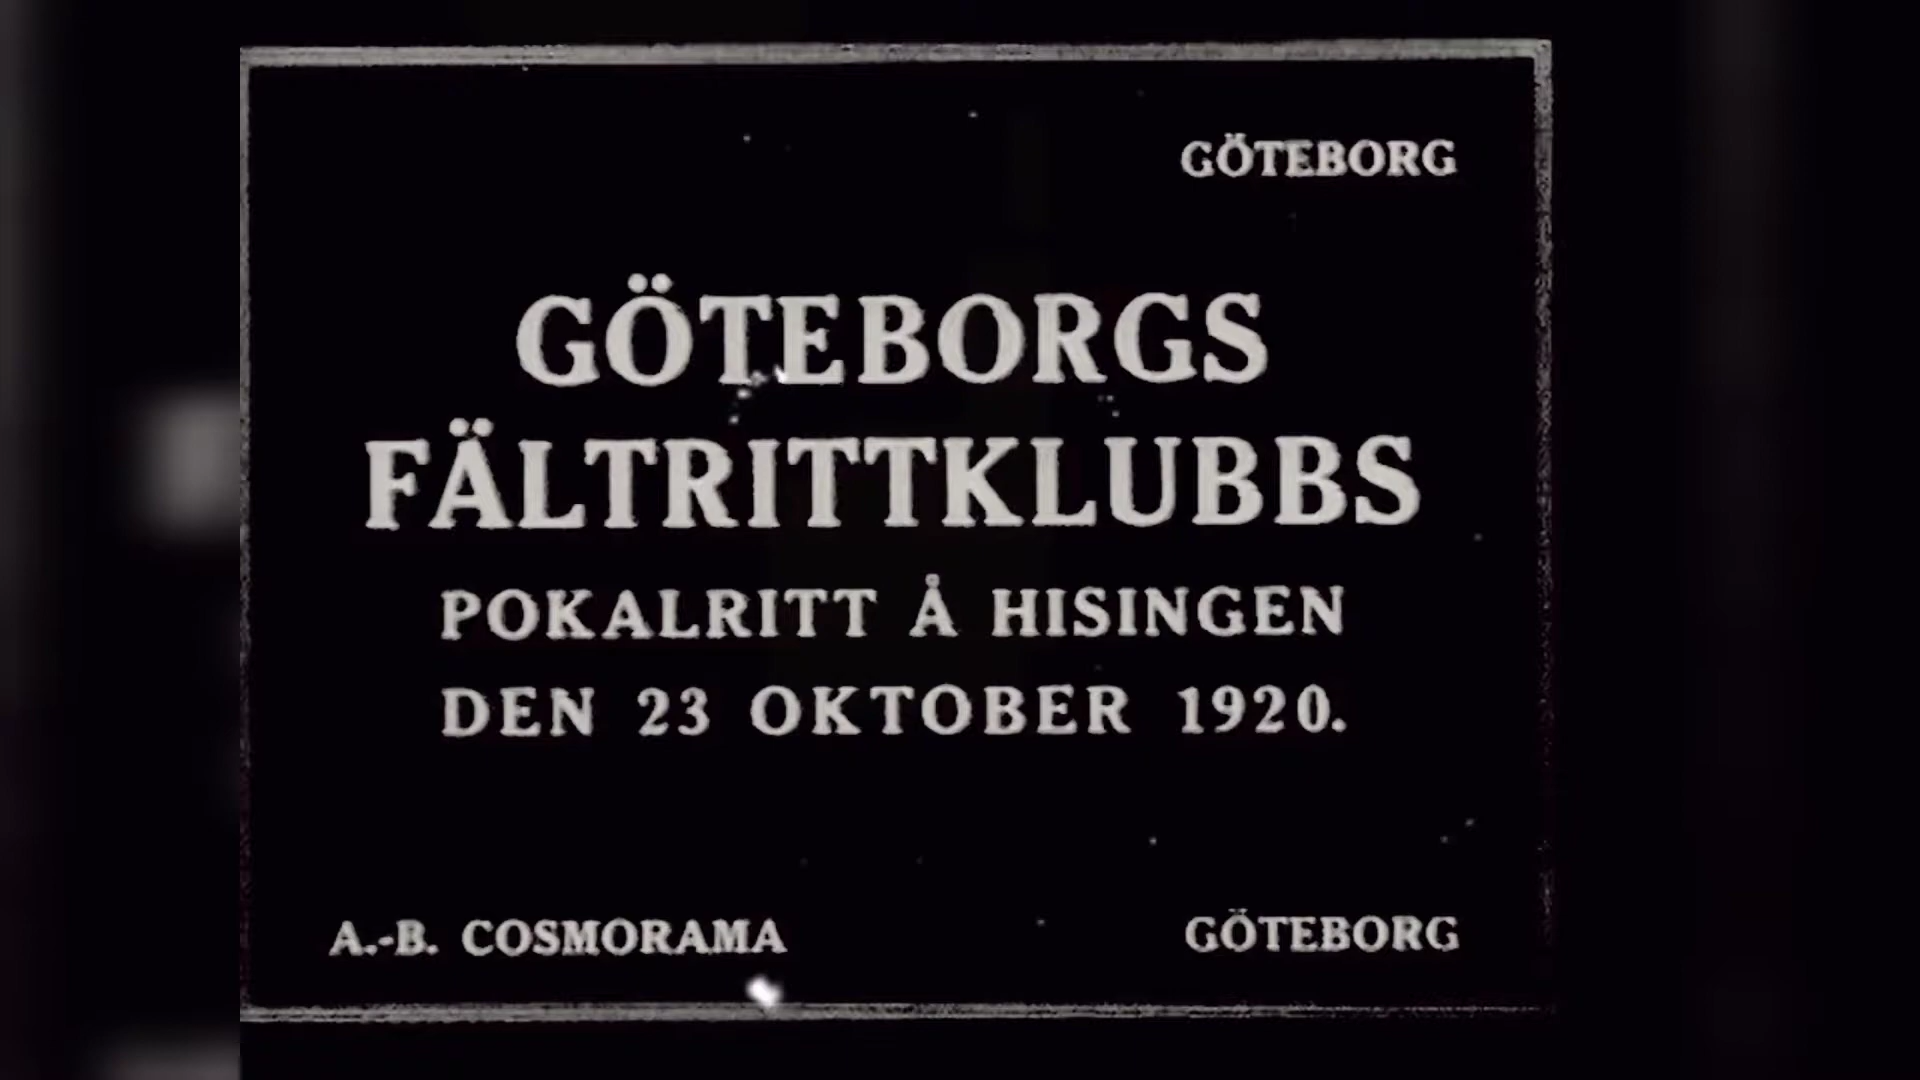 GÖTEBORG
GÖTEBORGS
FÄLTRITTKLUBBS
POKALRITT Å HISINGEN
DEN 23 OKTOBER 1920.
A.-B. COSMORAMA GÖTEBORG